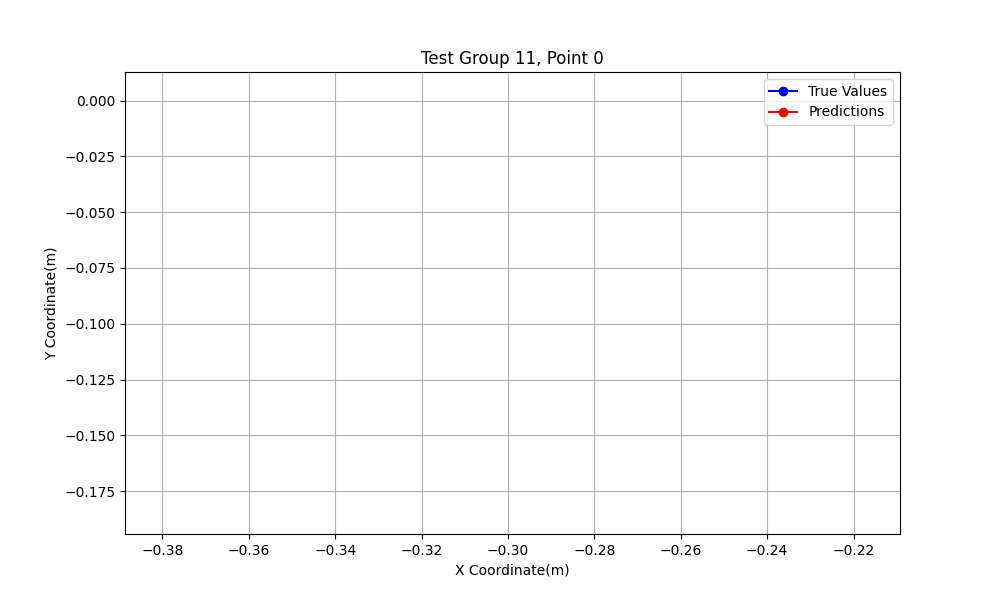 Test Group 11, Point 0
True Values
Predictions
0.000
−0.025
−0.050
−0.075
−0.100
−0.125
−0.150
−0.175
Y Coordinate(m)
−0.38 −0.36 −0.34 −0.32 −0.30 −0.28 −0.26 −0.24 −0.22
X Coordinate(m)